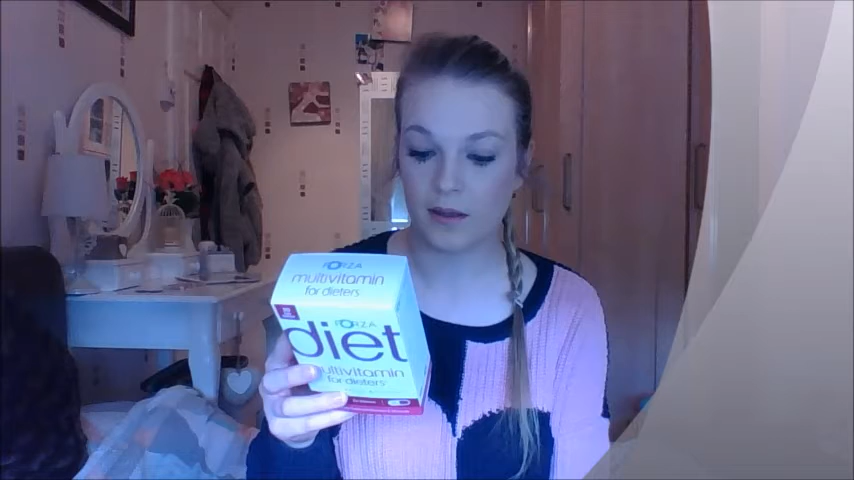 FORZA
multivitamin
for dieters
FORZA
diet
multivitamin
for dieters